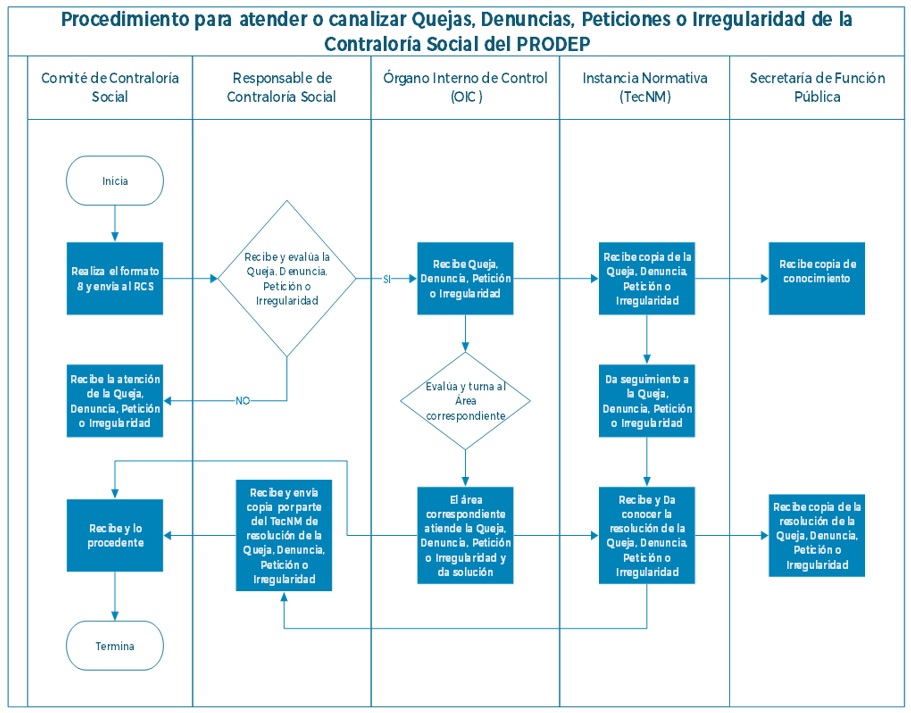 Procedimiento para atender o canalizar Quejas, Denuncias, Peticiones o Irregularidad de la
Contraloría Social del PRODEP
Comité de Contraloría
Social
Responsable de
Contraloría Social
Órgano Interno de Control
(OIC )
Instancia Normativa
(TecNM)
Secretaría de Función
Pública
Inicia
Realiza el formato
8 y envía al RCS
Recibe y evalúa la
Queja, Denuncia,
Petición o
Irregularidad
SI
Recibe Queja,
Denuncia, Petición
o Irregularidad
Recibe copia de la
Queja, Denuncia,
Petición o
Irregularidad
Recibe copia de
conocimiento
Recibe la atención
de la Queja,
Denuncia, Petición
o Irregularidad
NO
Evalúa y turna al
Área
correspondiente
Da seguimiento a
la Queja,
Denuncia, Petición
o Irregularidad
Recibe y lo
procedente
Recibe y envía
copia por parte
del TecNM de
resolución de la
Queja, Denuncia,
Petición o
Irregularidad
El área
correspondiente
atiende la Queja,
Denuncia, Petición
o Irregularidad y
da solución
Recibe y Da
conocer la
resolución de la
Queja, Denuncia,
Petición o
Irregularidad
Recibe copia de la
resolución de la
Queja, Denuncia,
Petición o
Irregularidad
Termina